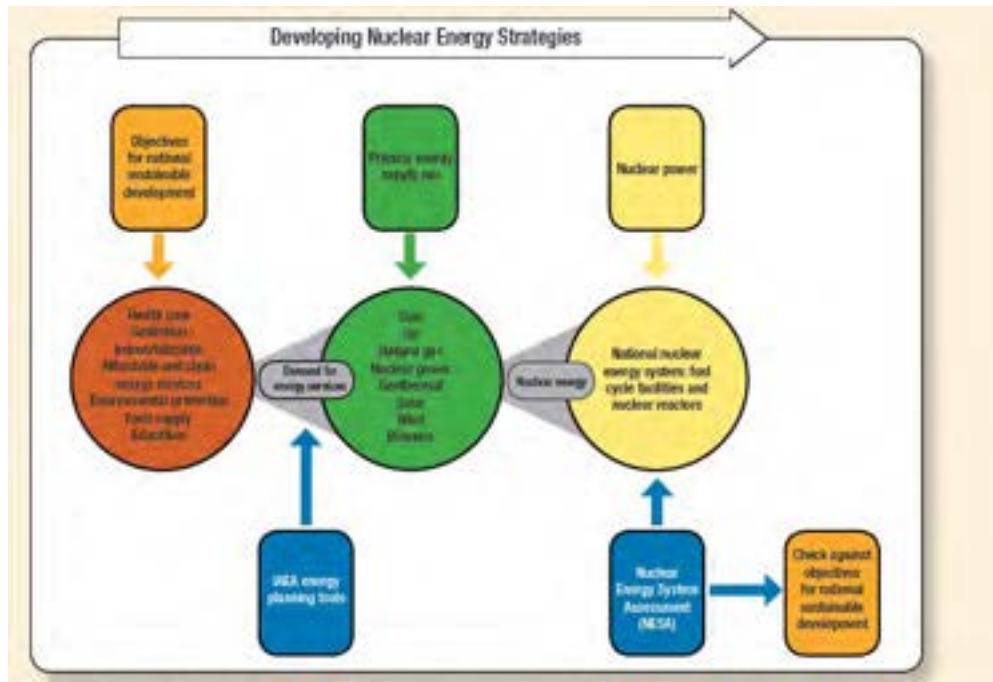 Developing Nuclear Energy Strategies
Objectives
for national
sustainable
development
Primary energy
supply mix
Nuclear power
Health care
Sanitation
Industrialization
Affordable and clean
energy services
Environmental protection
Food supply
Education
Demand for
energy services
Coal
Oil
Natural gas
Nuclear power
Geothermal
Solar
Wind
Biomass
Nuclear energy
National nuclear
energy system: fuel
cycle facilities and
nuclear reactors
IAEA energy
planning tools
Nuclear
Energy System
Assessment
(NESA)
Check against
objectives
for national
sustainable
development